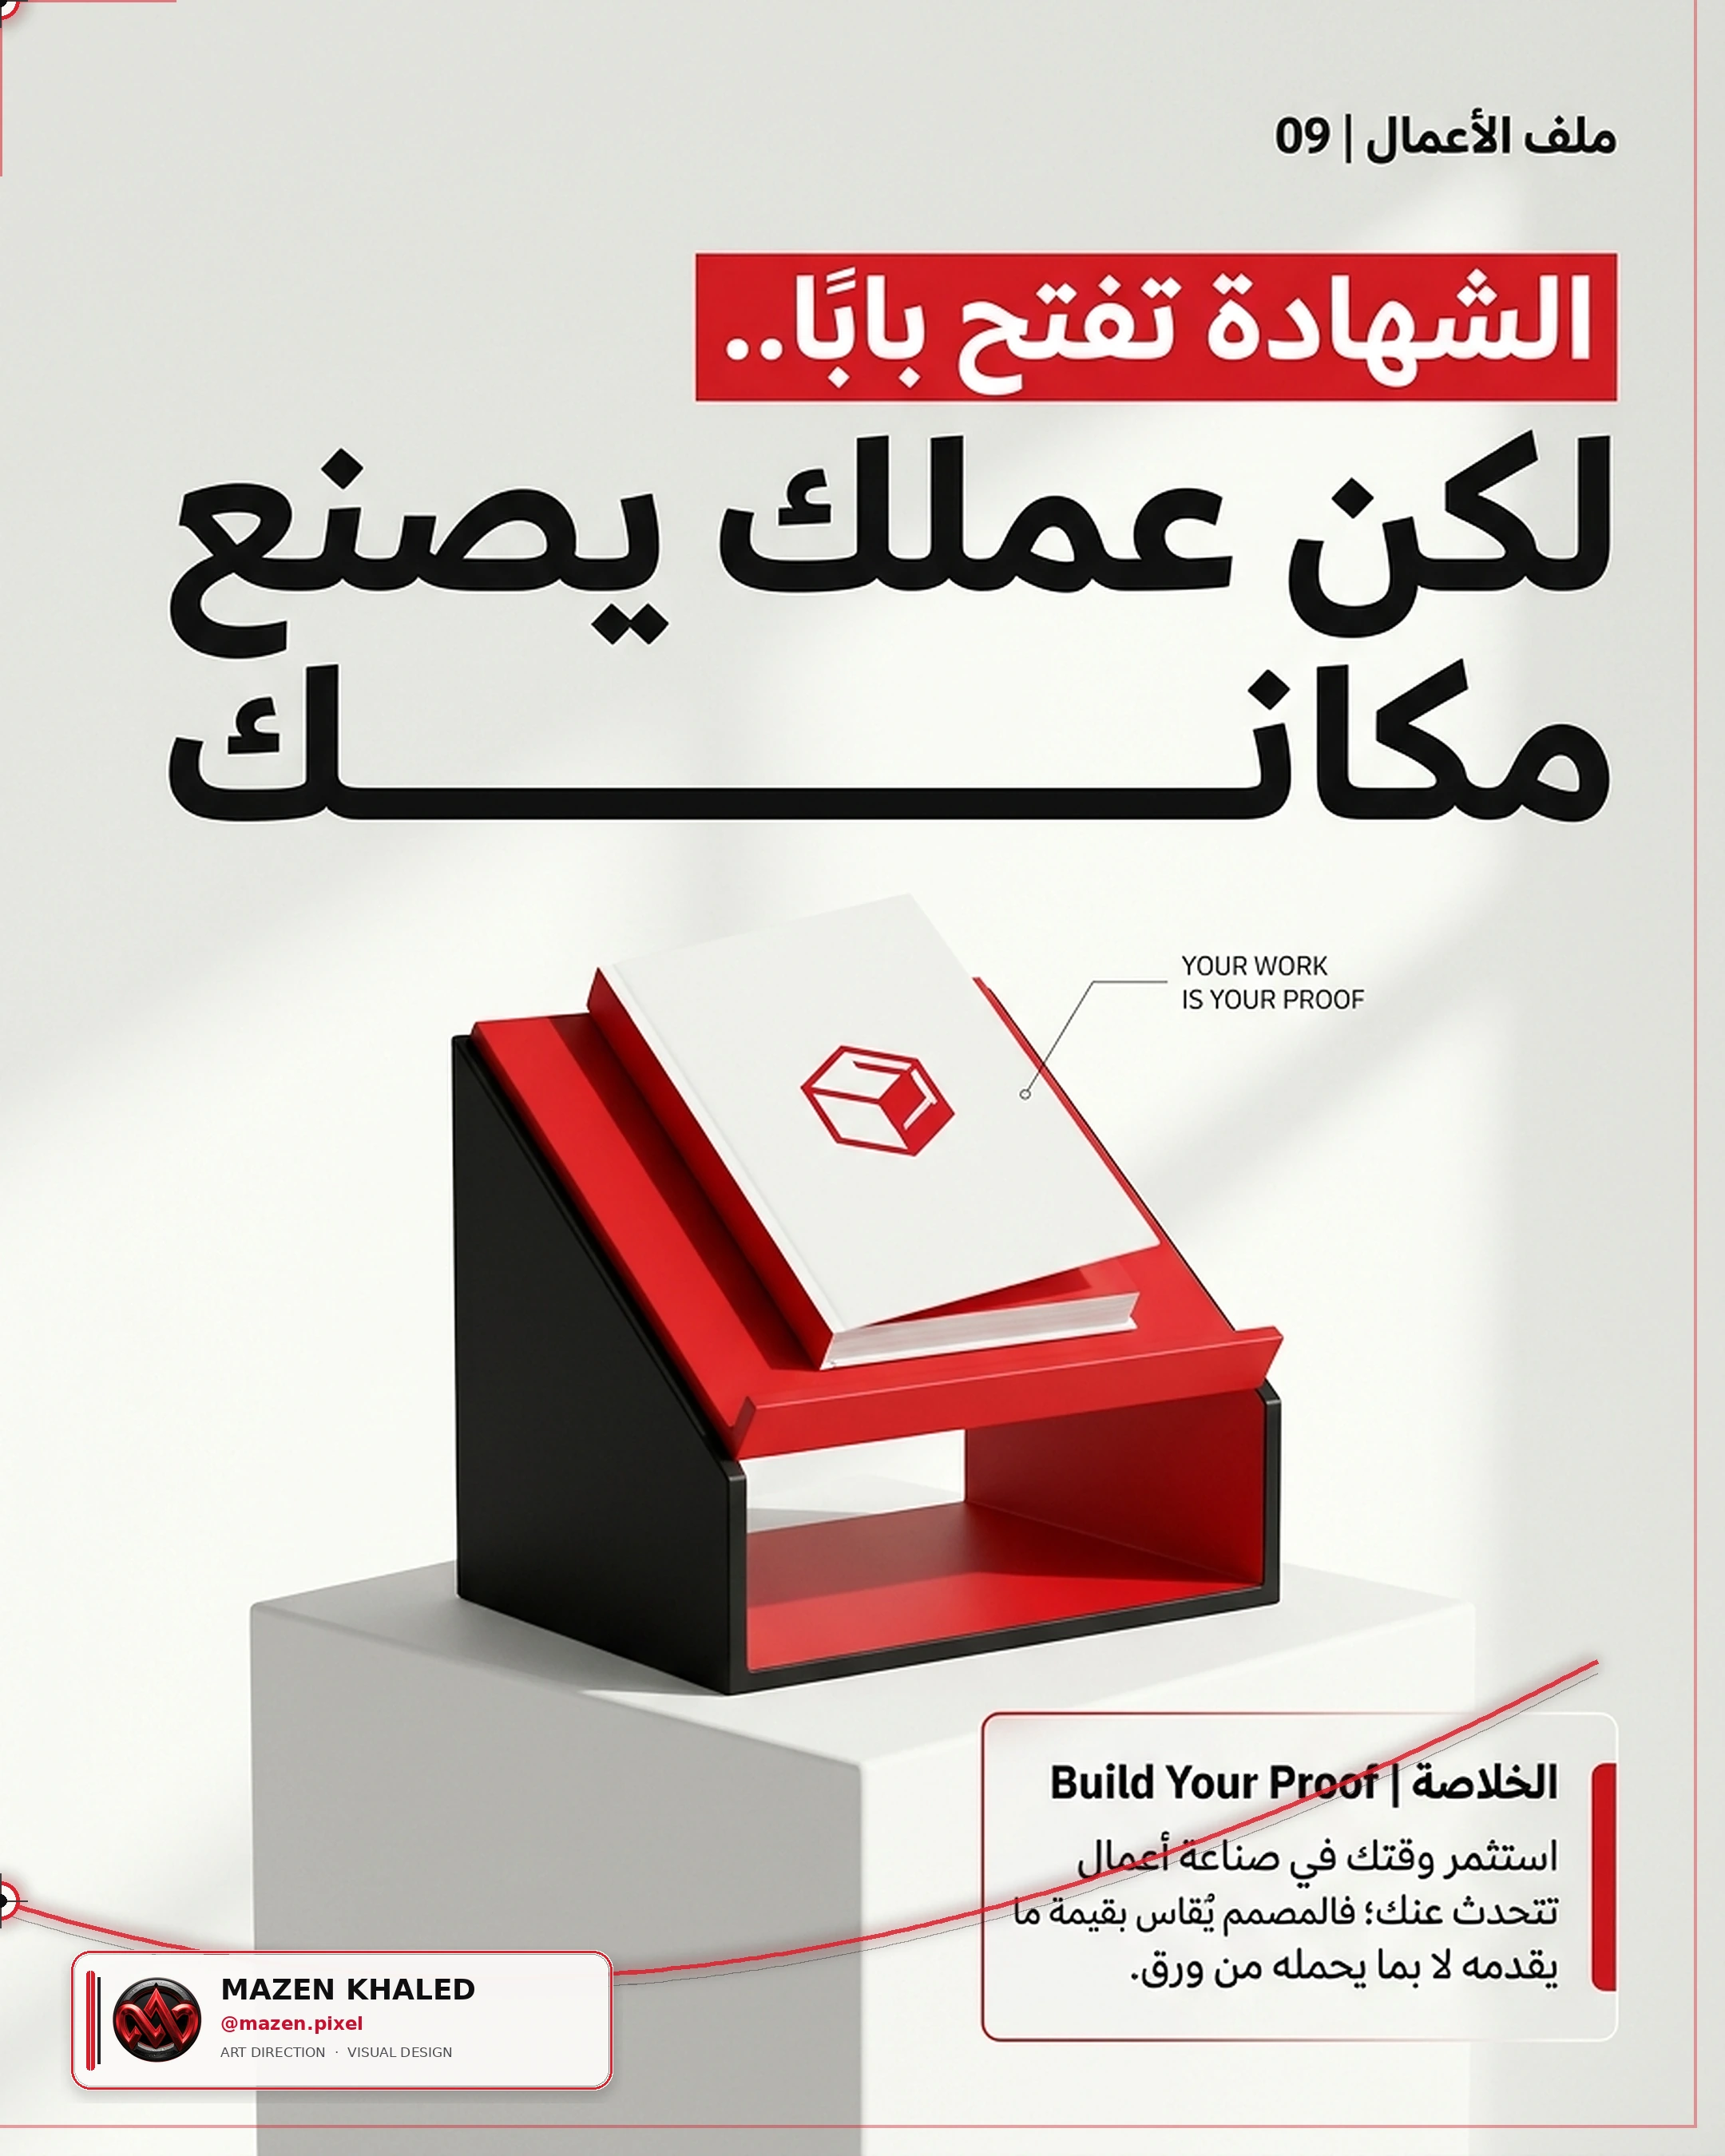 ملف الأعمال | 09
الشهادة تفتح بابًا..
لكن عملك يصنع
مكانـــــــــــك
YOUR WORK
IS YOUR PROOF
الخلاصة | Build Your Proof
استثمر وقتك في صناعة أعمال
تتحدث عنك؛ فالمصمم يُقاس بقيمة ما
يقدمه لا بما يحمله من ورق.
MAZEN KHALED
@mazen.pixel
ART DIRECTION · VISUAL DESIGN